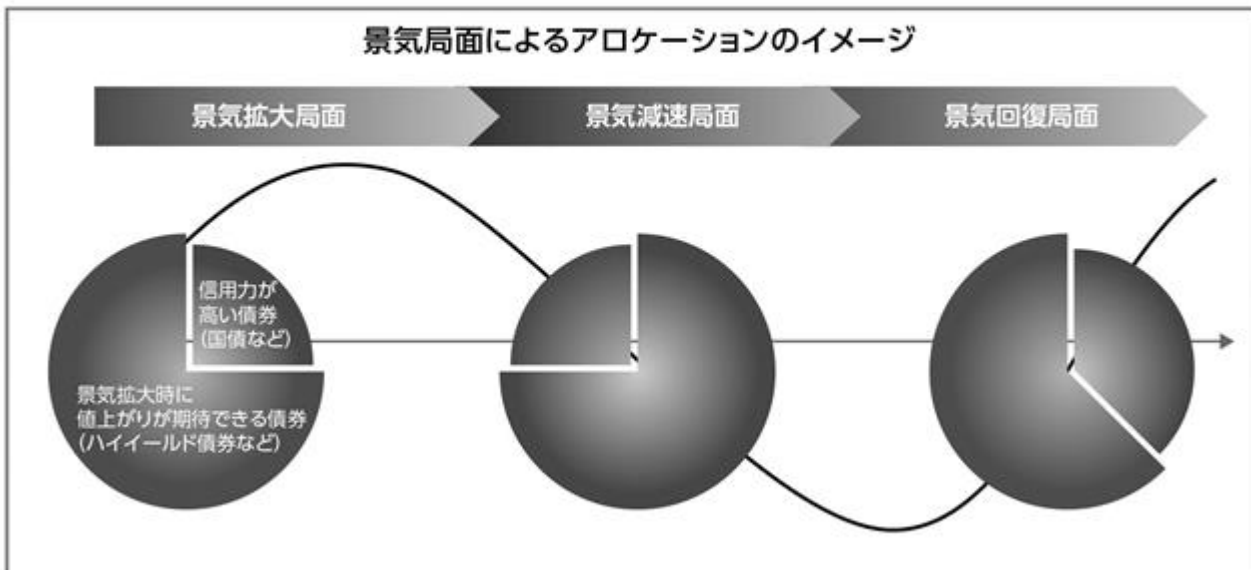 景気局面によるアロケーションのイメージ
景気拡大局面
景気減速局面
景気回復局面
信用力が
高い債券
(国債など)
景気拡大時に
値上がりが期待できる債券
(ハイイールド債券など)